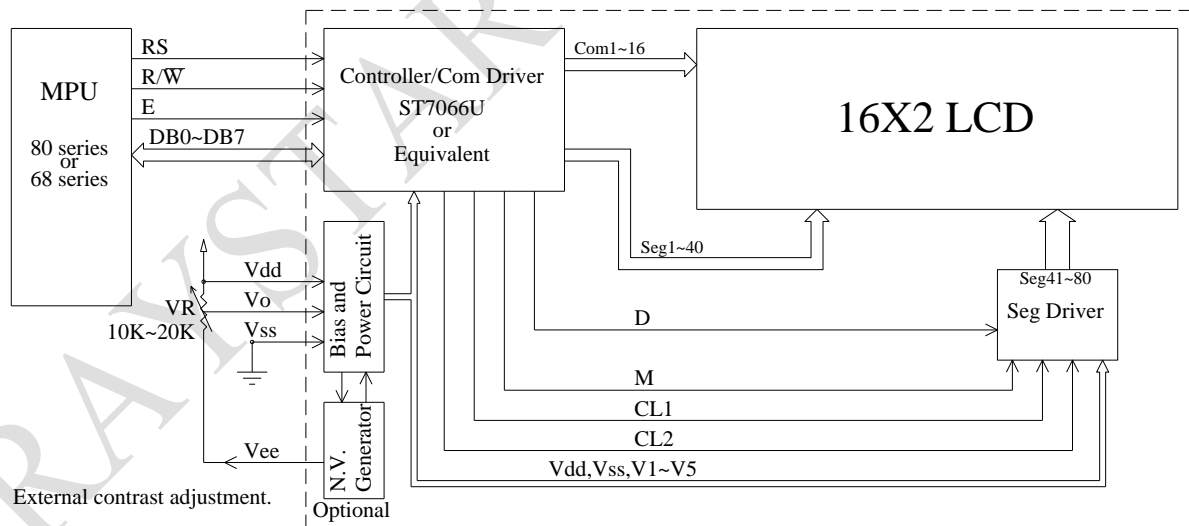 RS
R/W̅
E
DB0~DB7
MPU
80 series
or
68 series
Controller/Com Driver
ST7066U
or
Equivalent
Com1~16
16X2 LCD
Seg1~40
Seg41~80
Seg Driver
Vdd
Vo
Vss
VR
10K~20K
Bias and
Power Circuit
D
M
CL1
CL2
Vdd,Vss,V1~V5
Vee
N.V.
Generator
Optional
External contrast adjustment.
RAYSTAR